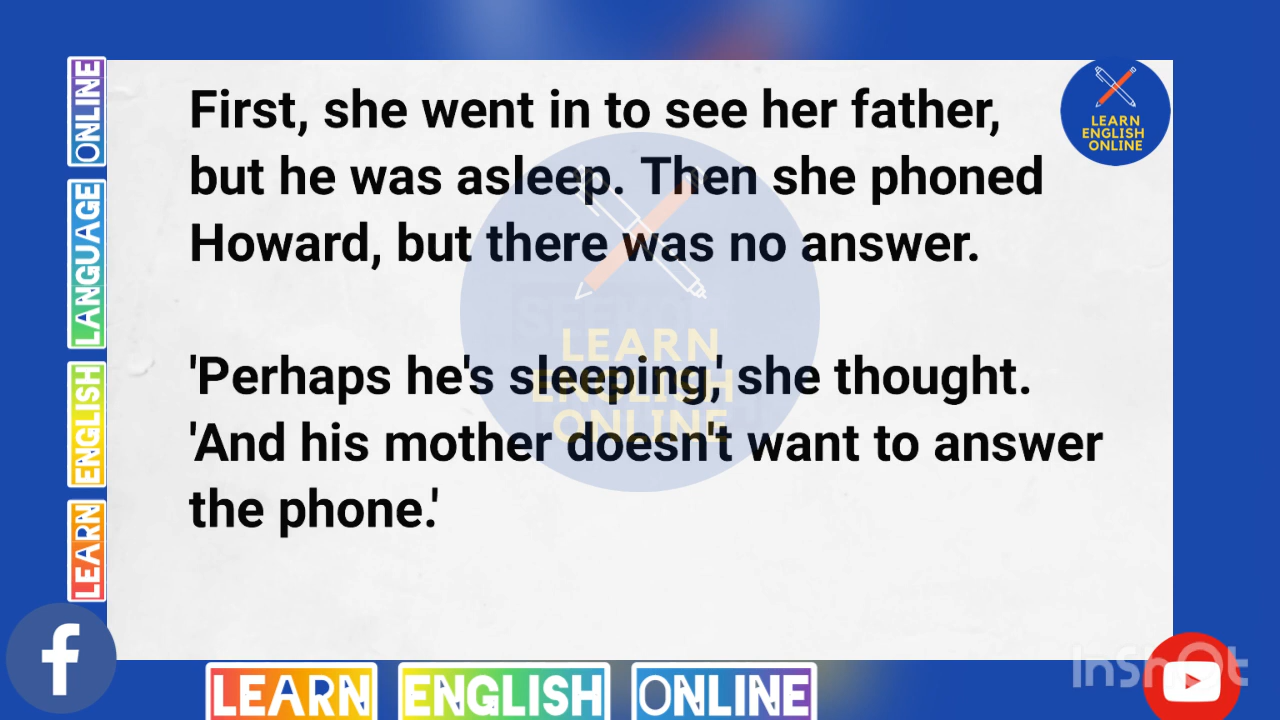 First, she went in to see her father,
but he was asleep. Then she phoned
Howard, but there was no answer.
'Perhaps he's sleeping,' she thought.
'And his mother doesn't want to answer
the phone.'
LEARN
ENGLISH
ONLINE
LEARN
ENGLISH
ONLINE
LEARN ENGLISH LANGUAGE ONLINE
LEARN ENGLISH ONLINE
f
InShOt